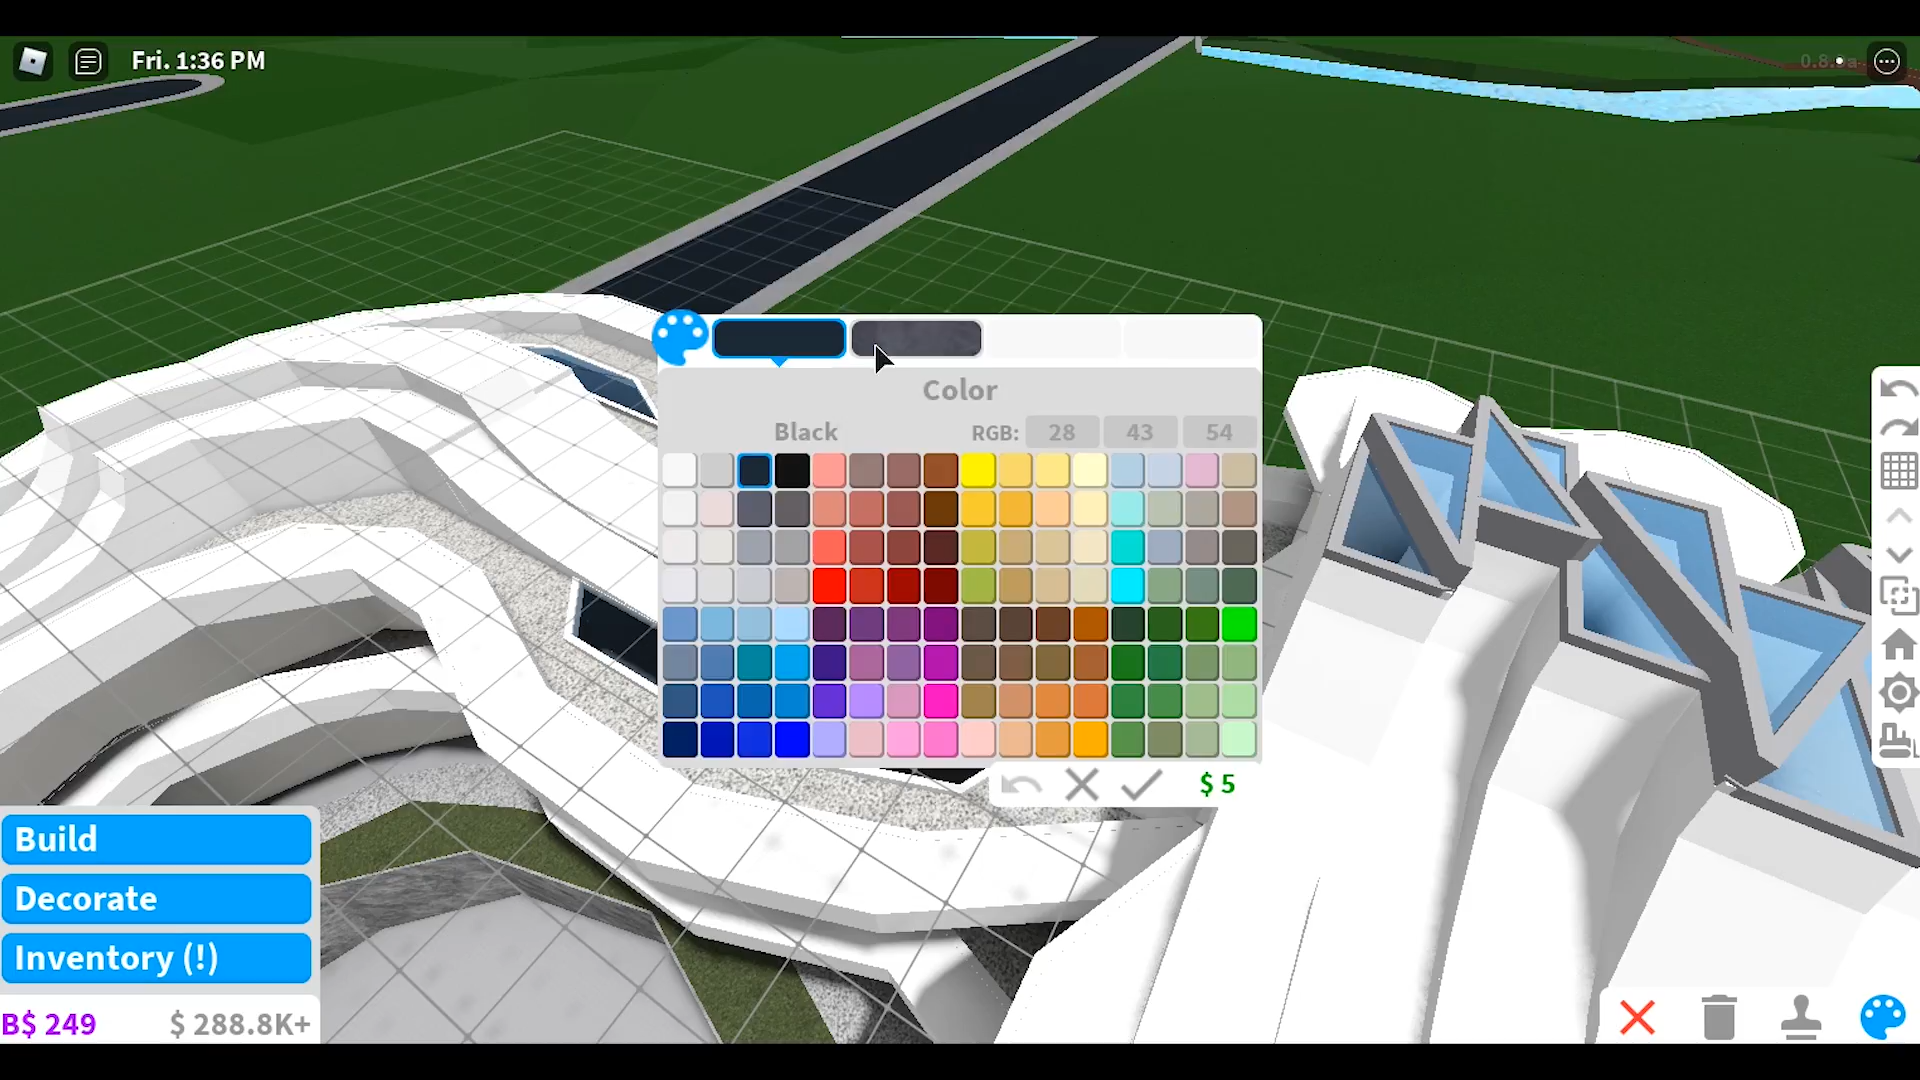 Fri. 1:36 PM
Color
Black
RGB: 28 43 54
$ 5
Build
Decorate
Inventory (!)
B$ 249
$ 288.8K+